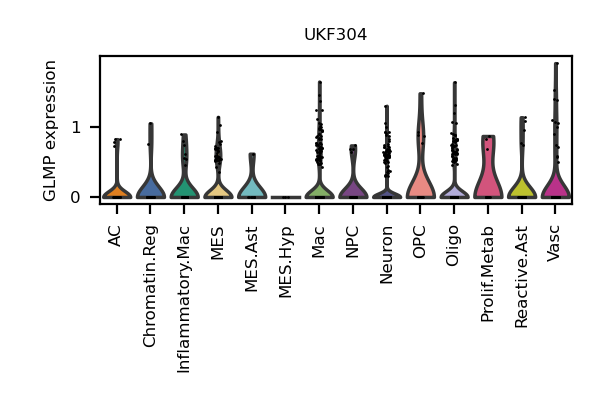 UKF304
GLMP expression
1
0
AC
Chromatin.Reg
Inflammatory.Mac
MES
MES.Ast
MES.Hyp
Mac
NPC
Neuron
OPC
Oligo
Prolif.Metab
Reactive.Ast
Vasc